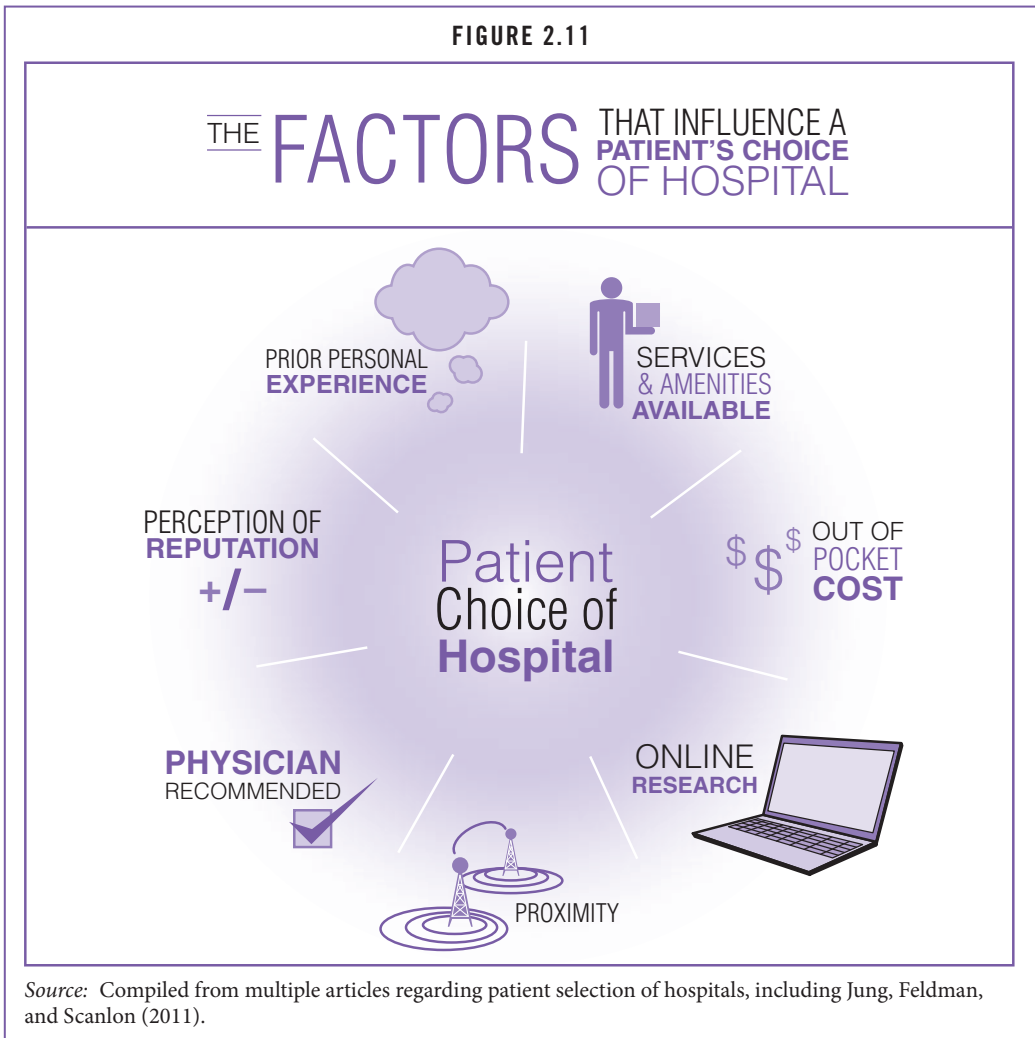 FIGURE 2.11
THE FACTORS THAT INFLUENCE A
PATIENT'S CHOICE
OF HOSPITAL
PRIOR PERSONAL
EXPERIENCE
SERVICES
& AMENITIES
AVAILABLE
PERCEPTION OF
REPUTATION
+/−
$ $ $
OUT OF
POCKET
COST
Patient
Choice of
Hospital
PHYSICIAN
RECOMMENDED
ONLINE
RESEARCH
PROXIMITY
Source: Compiled from multiple articles regarding patient selection of hospitals, including Jung, Feldman,
and Scanlon (2011).